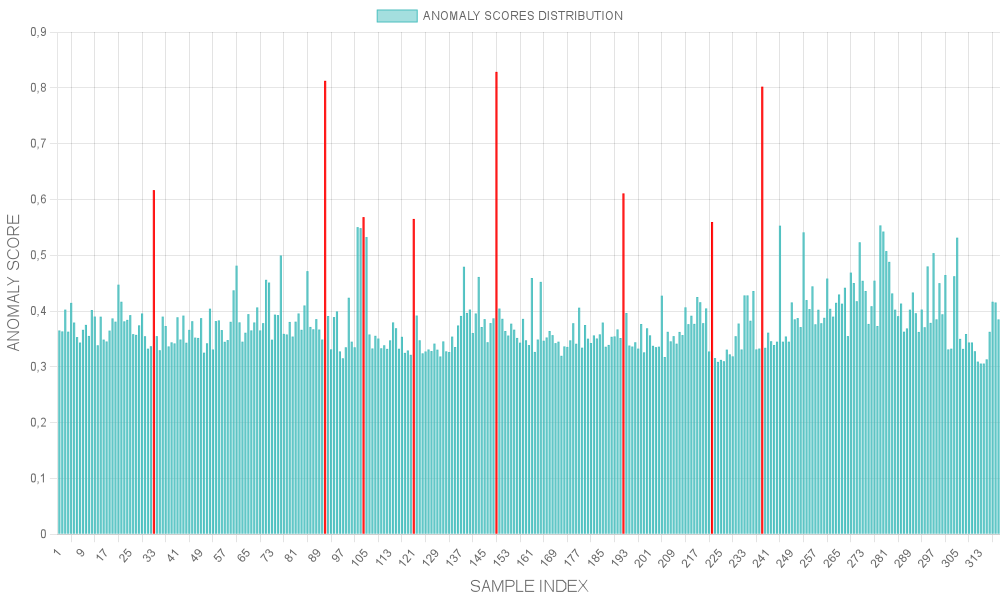 ANOMALY SCORES DISTRIBUTION
0,9
0,8
0,7
0,6
0,5
0,4
0,3
0,2
0,1
0
ANOMALY SCORE
1 9 17 25 33 41 49 57 65 73 81 89 97 105 113 121 129 137 145 153 161 169 177 185 193 201 209 217 225 233 241 249 257 265 273 281 289 297 305 313
SAMPLE INDEX